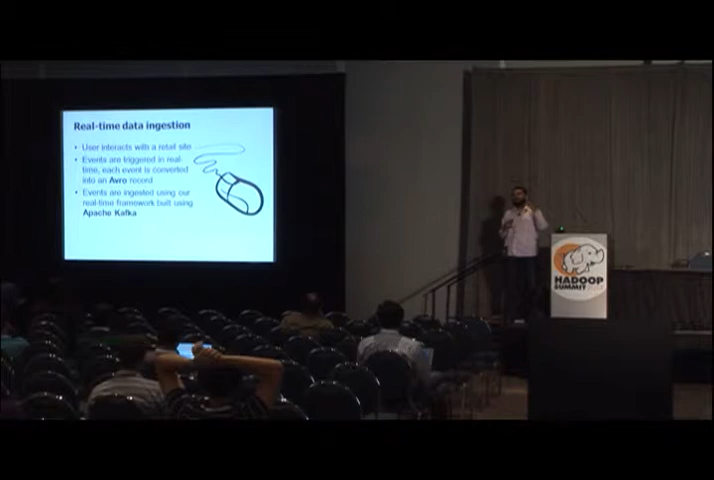 Real-time data ingestion
• User interacts with a retail site
• Events are triggered in real-
time, each event is converted
into an Avro record
• Events are ingested using our
real-time framework built using
Apache Kafka
HADOOP
SUMMIT